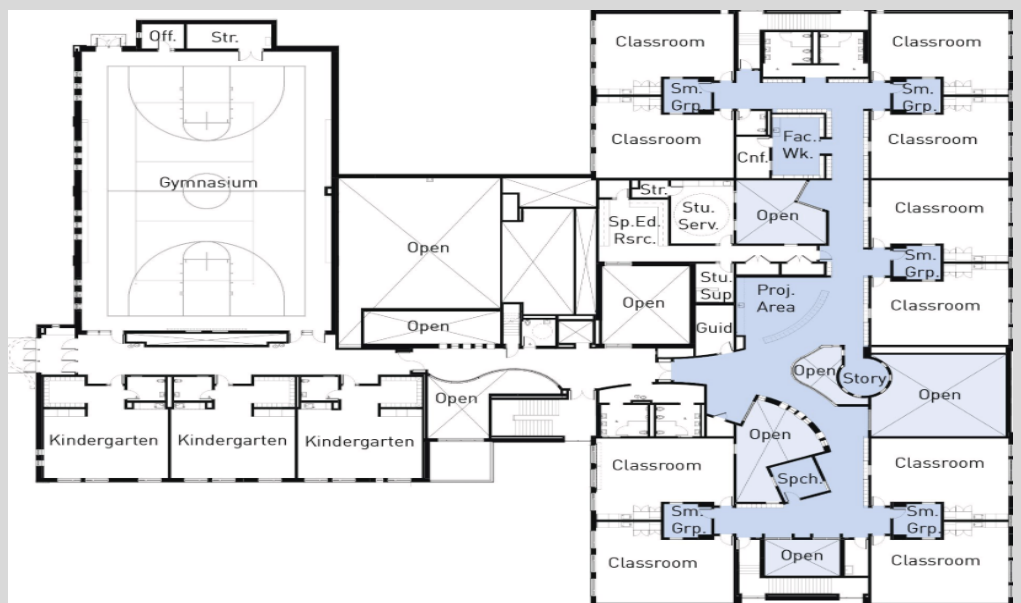 Off.
Str.
Classroom
Classroom
Sm.
Grp.
Sm.
Grp.
Classroom
Fac.
Wk.
Classroom
Cnf.
Gymnasium
Str.
Sp.Ed.
Rsrc.
Stu.
Serv.
Open
Classroom
Open
Sm.
Grp.
Stu.
Sup
Proj.
Area
Open
Classroom
Open
Guid
Open
Story
Open
Open
Kindergarten
Kindergarten
Kindergarten
Open
Classroom
Spch.
Classroom
Sm.
Grp.
Sm.
Grp.
Classroom
Open
Classroom